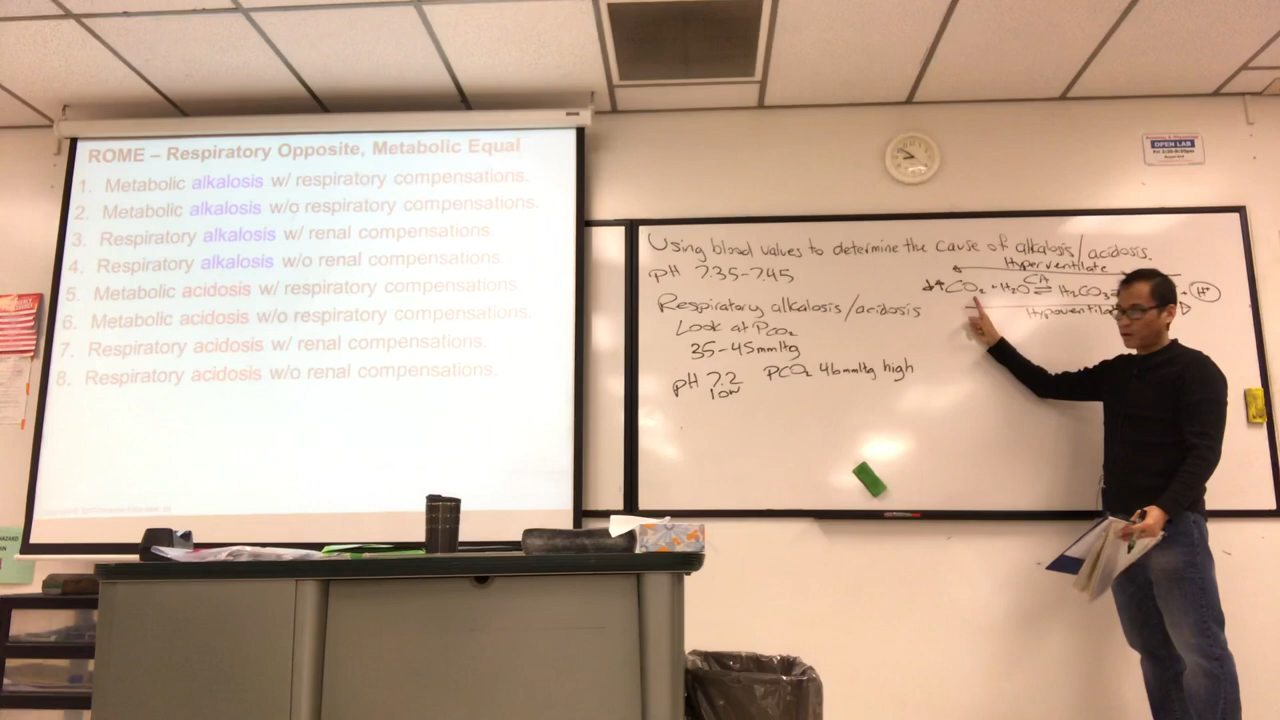 ROME – Respiratory Opposite, Metabolic Equal
1. Metabolic alkalosis w/ respiratory compensations.
2. Metabolic alkalosis w/o respiratory compensations.
3. Respiratory alkalosis w/ renal compensations.
4. Respiratory alkalosis w/o renal compensations.
5. Metabolic acidosis w/ respiratory compensations.
6. Metabolic acidosis w/o respiratory compensations.
7. Respiratory acidosis w/ renal compensations.
8. Respiratory acidosis w/o renal compensations.
OPEN LAB
Using blood values to determine the cause of alkalosis/acidosis.
pH 7.35-7.45
Hyperventilate
CO₂ + H₂O CA ⇌ H₂CO₃ + H⁺
Hypoventilat
Respiratory alkalosis/acidosis
Look at PCO₂
35-45mmHg
pH 7.2 PCO₂ 46mmHg high
low